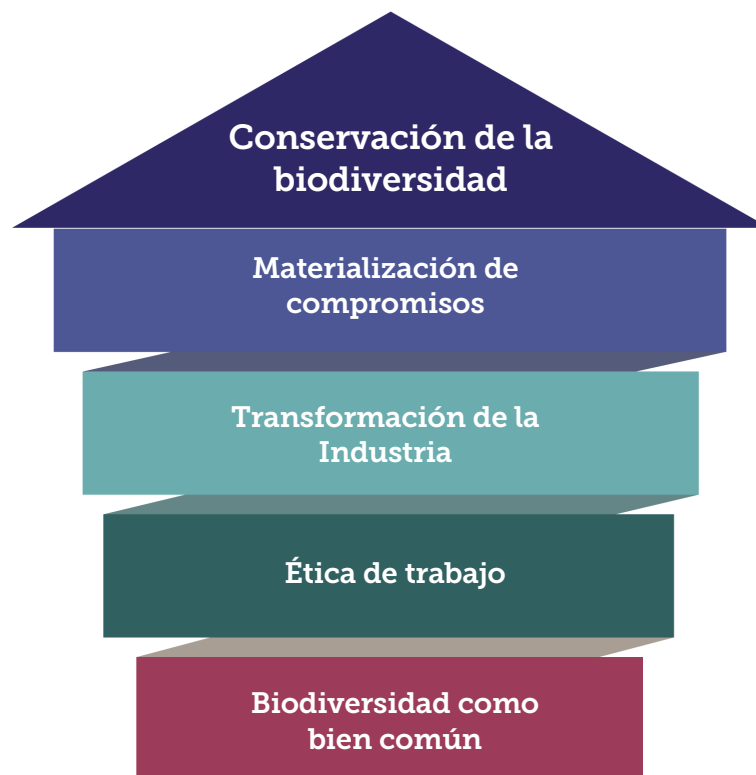 Conservación de la
biodiversidad
Materialización de
compromisos
Transformación de la
Industria
Ética de trabajo
Biodiversidad como
bien común